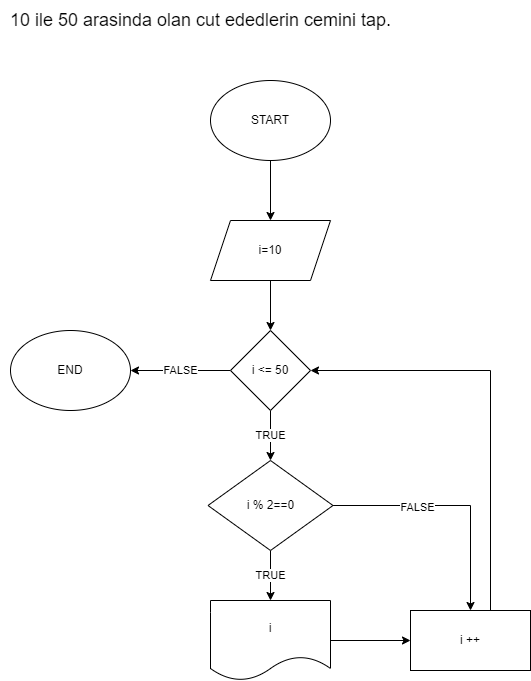 10 ile 50 arasinda olan cut ededlerin cemini tap.
START
i=10
END
FALSE
i <= 50
TRUE
i % 2==0
FALSE
TRUE
i
i ++